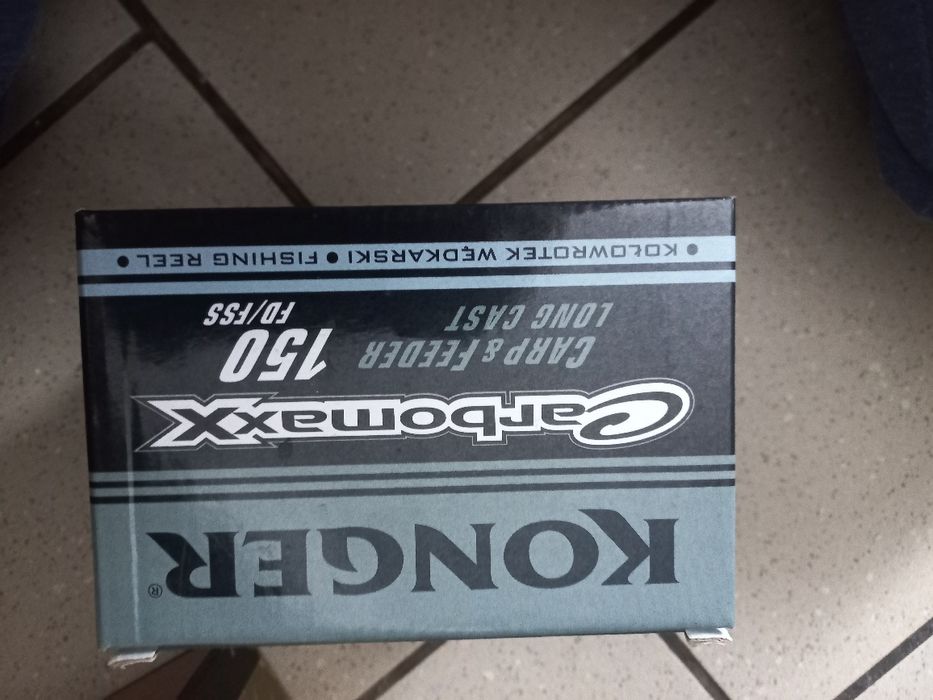 KONGER®
CarbomaxX
CARP & FEEDER 150
LONG CAST FD/FSS
• KOŁOWROTEK WĘDKARSKI • FISHING REEL •